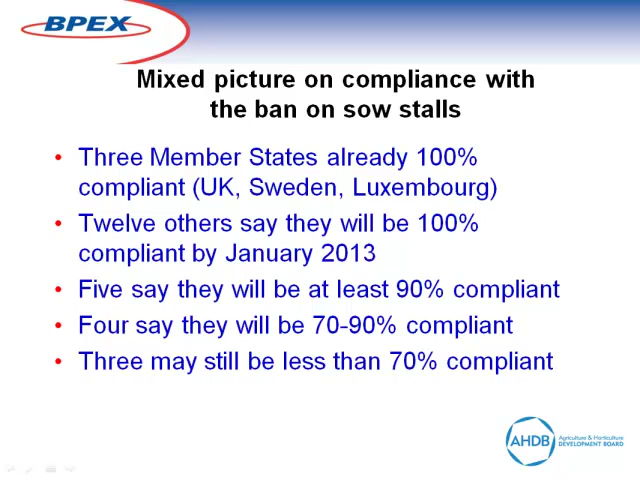 BPEX
Mixed picture on compliance with
the ban on sow stalls
• Three Member States already 100%
compliant (UK, Sweden, Luxembourg)
• Twelve others say they will be 100%
compliant by January 2013
• Five say they will be at least 90% compliant
• Four say they will be 70-90% compliant
• Three may still be less than 70% compliant
AHDB
Agriculture & Horticulture
DEVELOPMENT BOARD